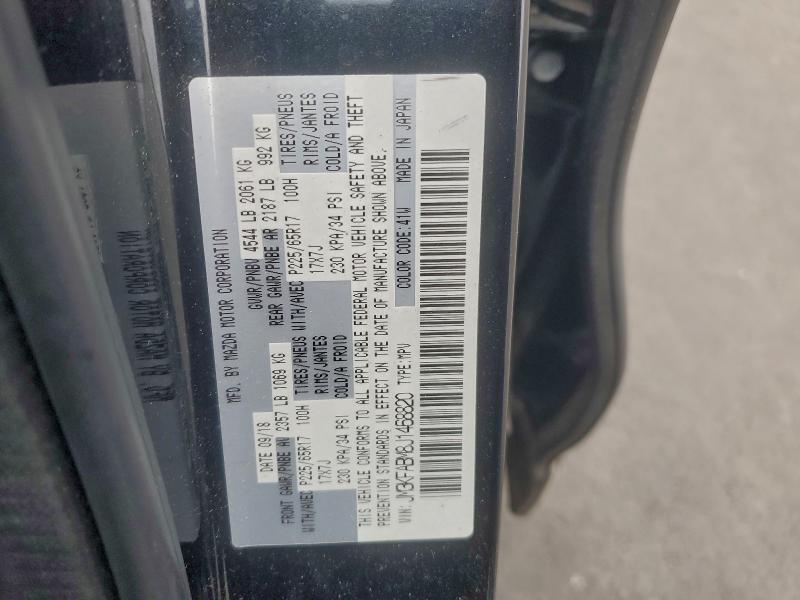 MFD. BY MAZDA MOTOR CORPORATION
DATE 09/18 GVWR/PNBV 4544 LB 2061 KG
FRONT GAWR/PNBE AV 2357 LB 1069 KG REAR GAWR/PNBE AR 2187 LB 992 KG
WITH/AVEC P225/65R17 100H TIRES/PNEUS WITH/AVEC P225/65R17 100H TIRES/PNEUS
17X7J RIMS/JANTES 17X7J RIMS/JANTES
230 KPA/34 PSI COLD/A FROID 230 KPA/34 PSI COLD/A FROID
THIS VEHICLE CONFORMS TO ALL APPLICABLE FEDERAL MOTOR VEHICLE SAFETY AND THEFT
PREVENTION STANDARDS IN EFFECT ON THE DATE OF MANUFACTURE SHOWN ABOVE.
VIN: JM3KFABM8J1458820 TYPE:MPV COLOR CODE:41W MADE IN JAPAN